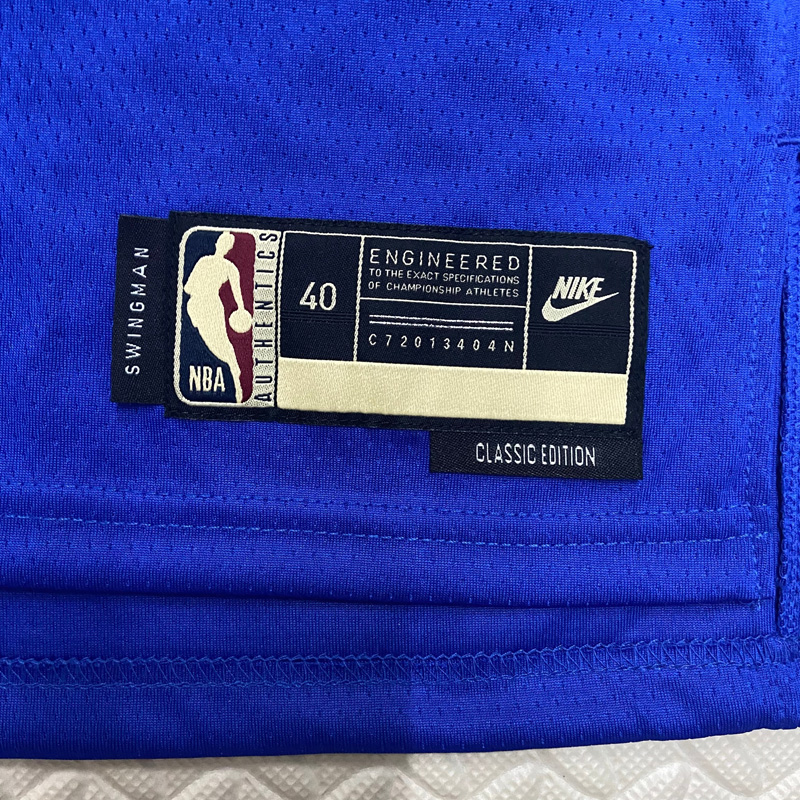 SWINGMAN
NBA
AUTHENTICS
40
ENGINEERED
TO THE EXACT SPECIFICATIONS
OF CHAMPIONSHIP ATHLETES
C72013404N
NIKE
CLASSIC EDITION